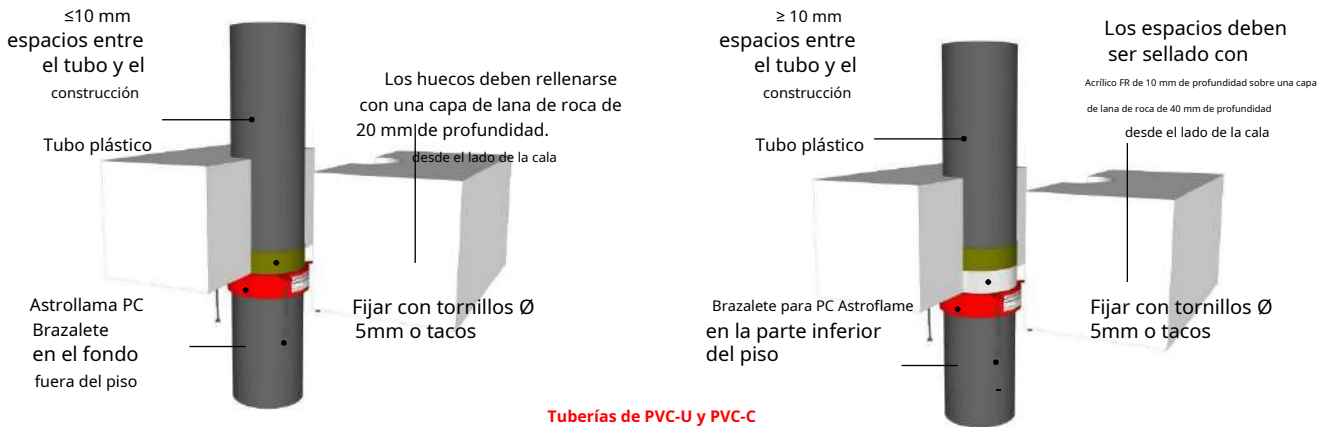 ≤10 mm
espacios entre
el tubo y el
construcción
Tubo plástico
Los huecos deben rellenarse
con una capa de lana de roca de
20 mm de profundidad.
desde el lado de la cala
Astrollama PC
Brazalete
en el fondo
fuera del piso
Fijar con tornillos Ø
5mm o tacos
≥ 10 mm
espacios entre
el tubo y el
construcción
Tubo plástico
Los espacios deben
ser sellado con
Acrílico FR de 10 mm de profundidad sobre una capa
de lana de roca de 40 mm de profundidad
desde el lado de la cala
Brazalete para PC Astroflame
en la parte inferior
del piso
Fijar con tornillos Ø
5mm o tacos
Tuberías de PVC-U y PVC-C